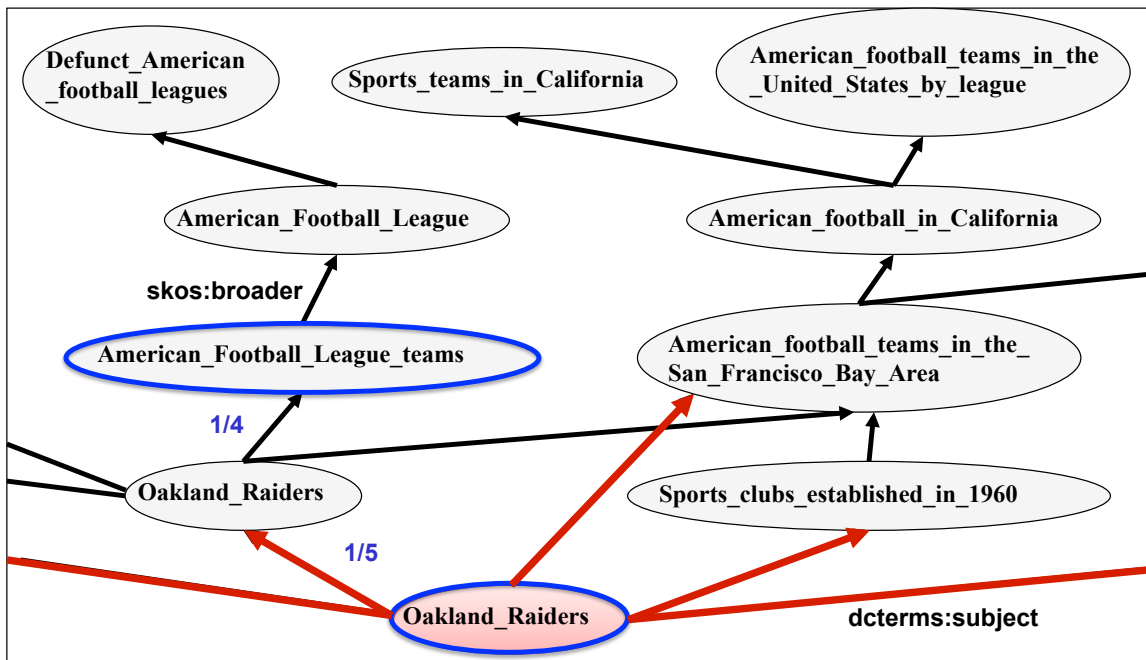 Defunct_American
_football_leagues
Sports_teams_in_California
American_football_teams_in_the
_United_States_by_league
American_Football_League
American_football_in_California
skos:broader
American_Football_League_teams
American_football_teams_in_the_
San_Francisco_Bay_Area
1/4
Oakland_Raiders
Sports_clubs_established_in_1960
1/5
Oakland_Raiders
dcterms:subject